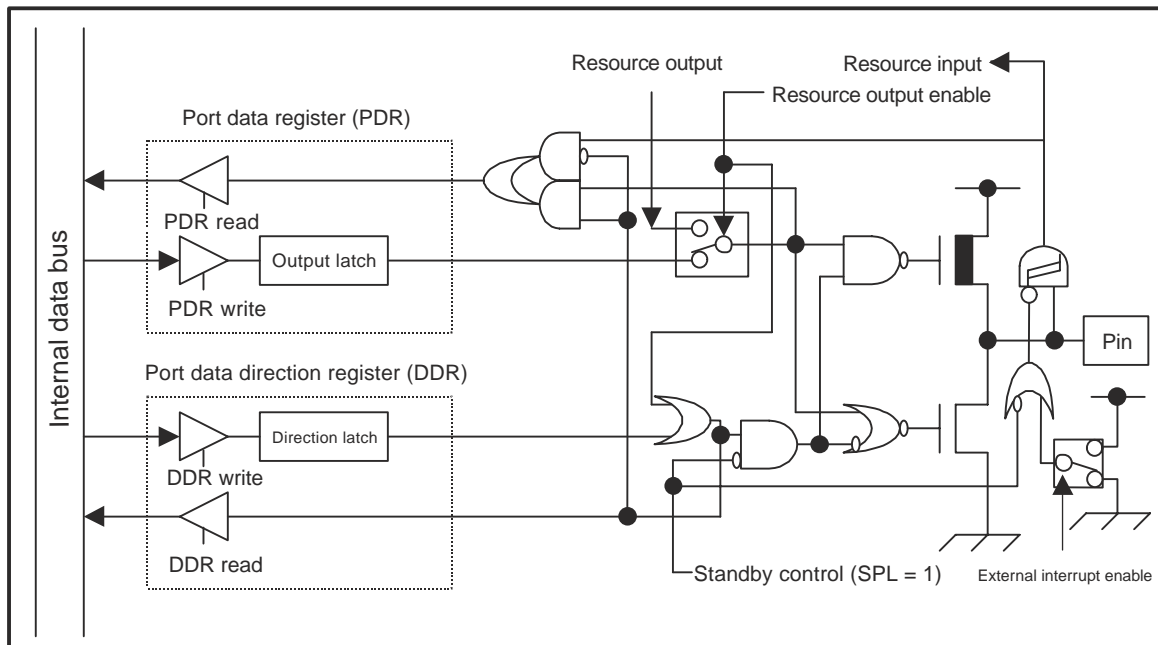 Resource output
Resource input
Resource output enable
Port data register (PDR)
PDR read
Output latch
PDR write
Internal data bus
Pin
Port data direction register (DDR)
Direction latch
DDR write
DDR read
Standby control (SPL = 1)
External interrupt enable